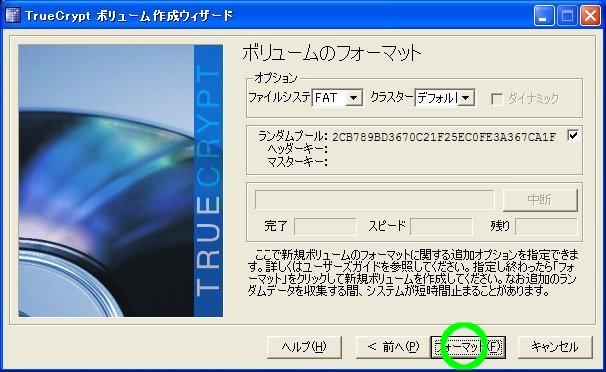 TrueCrypt ボリューム作成ウィザード
TRUECRYPT
ボリュームのフォーマット
オプション
ファイルシステ FAT クラスター デフォル ダイナミック
ランダムプール: 2CB789BD3670C21F25EC0FE3A367CA1F
ヘッダーキー:
マスターキー:
中断
完了 スピード 残り
ここで新規ボリュームのフォーマットに関する追加オプションを指定できま
す。詳しくはユーザーズガイドを参照してください。指定し終わったら「フォ
ーマット」をクリックして新規ボリュームを作成してください。なお追加のラン
ダムデータを収集する間、システムが短時間止まることがあります。
ヘルプ(H) < 前へ(P) フォーマット(F) キャンセル